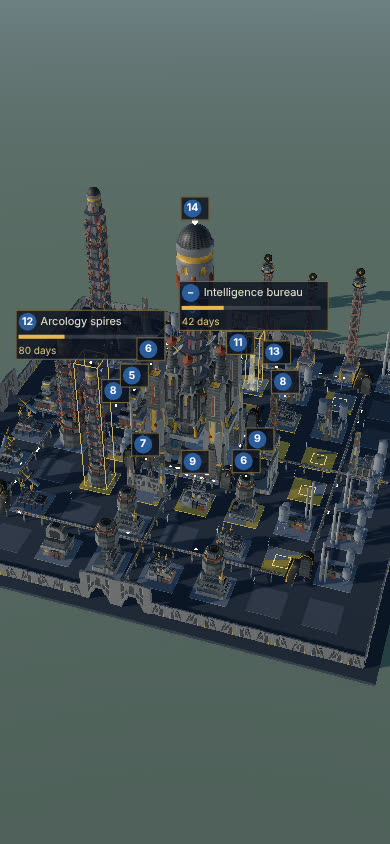 14
– Intelligence bureau
42 days
12 Arcology spires
80 days
6
11
13
5
8
8
7
9
9
6